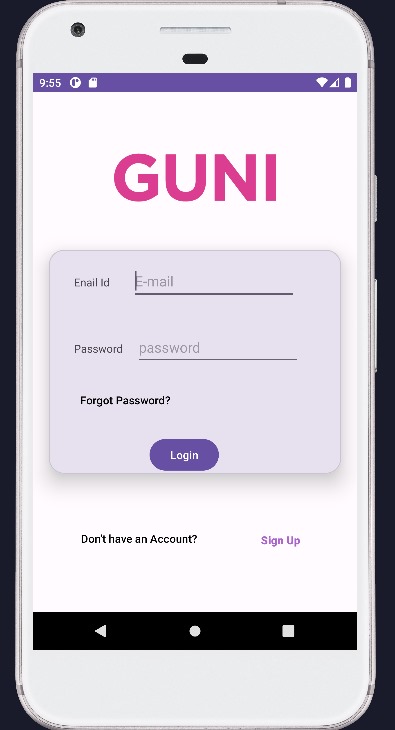 9:55
GUNI
Enail Id E-mail
Password password
Forgot Password?
Login
Don't have an Account? Sign Up